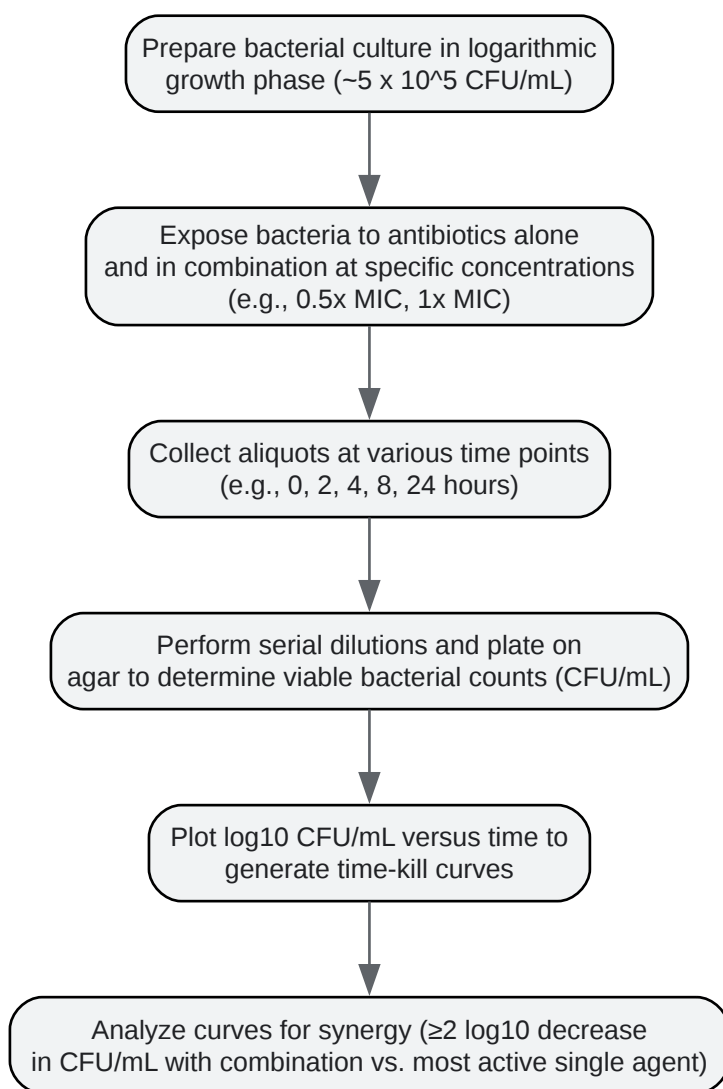 Prepare bacterial culture in logarithmic
growth phase (~5 x 10^5 CFU/mL)
Expose bacteria to antibiotics alone
and in combination at specific concentrations
(e.g., 0.5x MIC, 1x MIC)
Collect aliquots at various time points
(e.g., 0, 2, 4, 8, 24 hours)
Perform serial dilutions and plate on
agar to determine viable bacterial counts (CFU/mL)
Plot log10 CFU/mL versus time to
generate time-kill curves
Analyze curves for synergy (≥2 log10 decrease
in CFU/mL with combination vs. most active single agent)